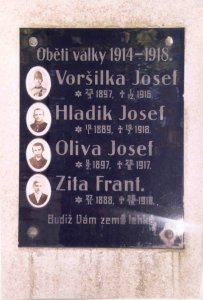 Oběti války 1914-1918.
Voršilka Josef
1897, 1916.
Hladik Josef
1889, 1918.
Oliva Josef
1897, 1917.
Zita Frant.
1888, 1918.
Budiž Vám země lehká